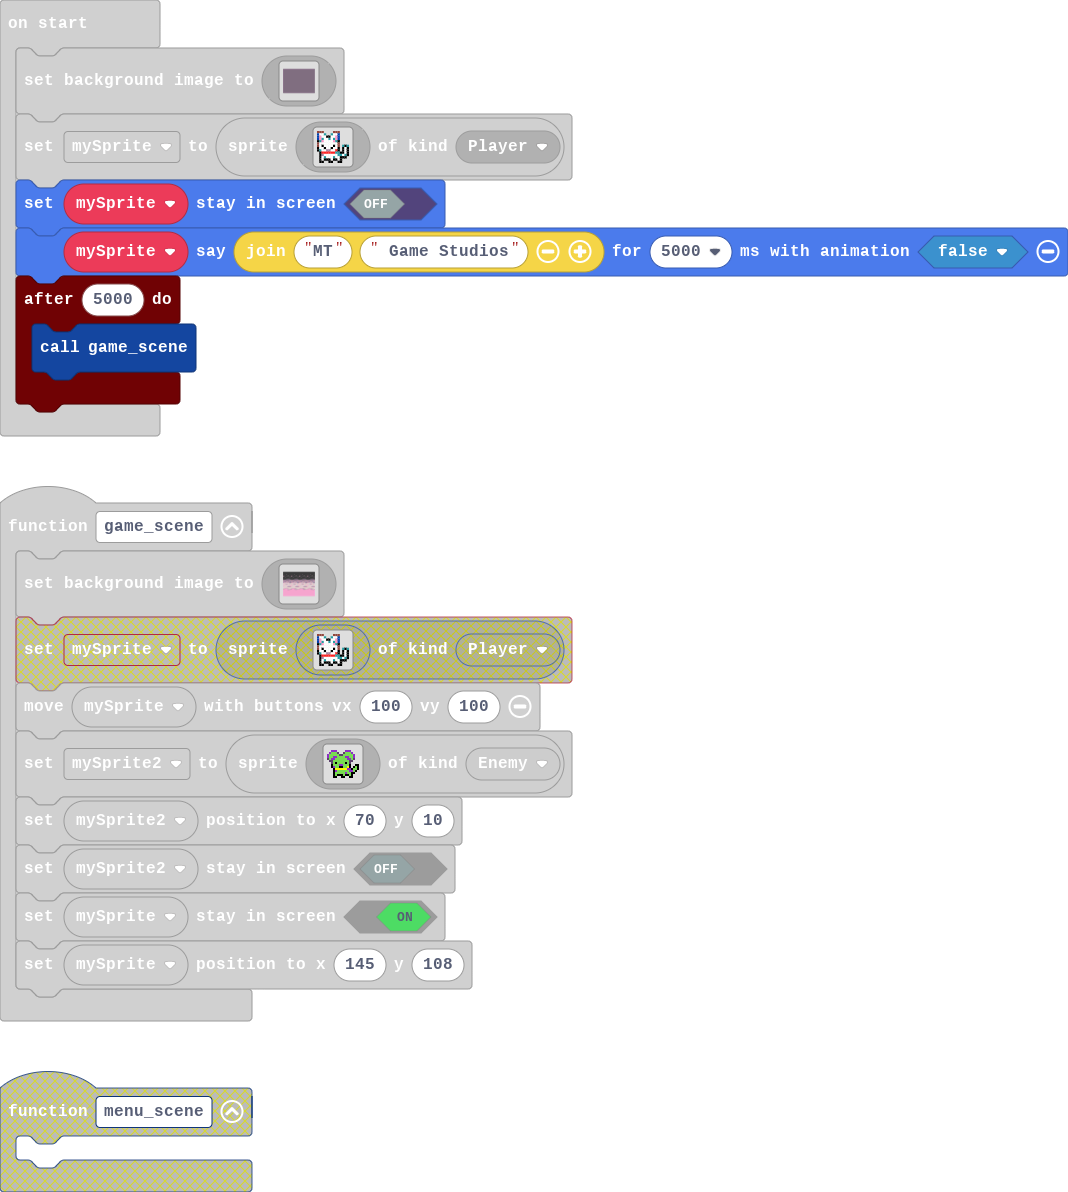 on start
set background image to
set mySprite to sprite of kind Player
set mySprite stay in screen OFF
mySprite say join "MT" " Game Studios" for 5000 ms with animation false
after 5000 do
call game_scene
function game_scene
set background image to
set mySprite to sprite of kind Player
move mySprite with buttons vx 100 vy 100
set mySprite2 to sprite of kind Enemy
set mySprite2 position to x 70 y 10
set mySprite2 stay in screen OFF
set mySprite stay in screen ON
set mySprite position to x 145 y 108
function menu_scene